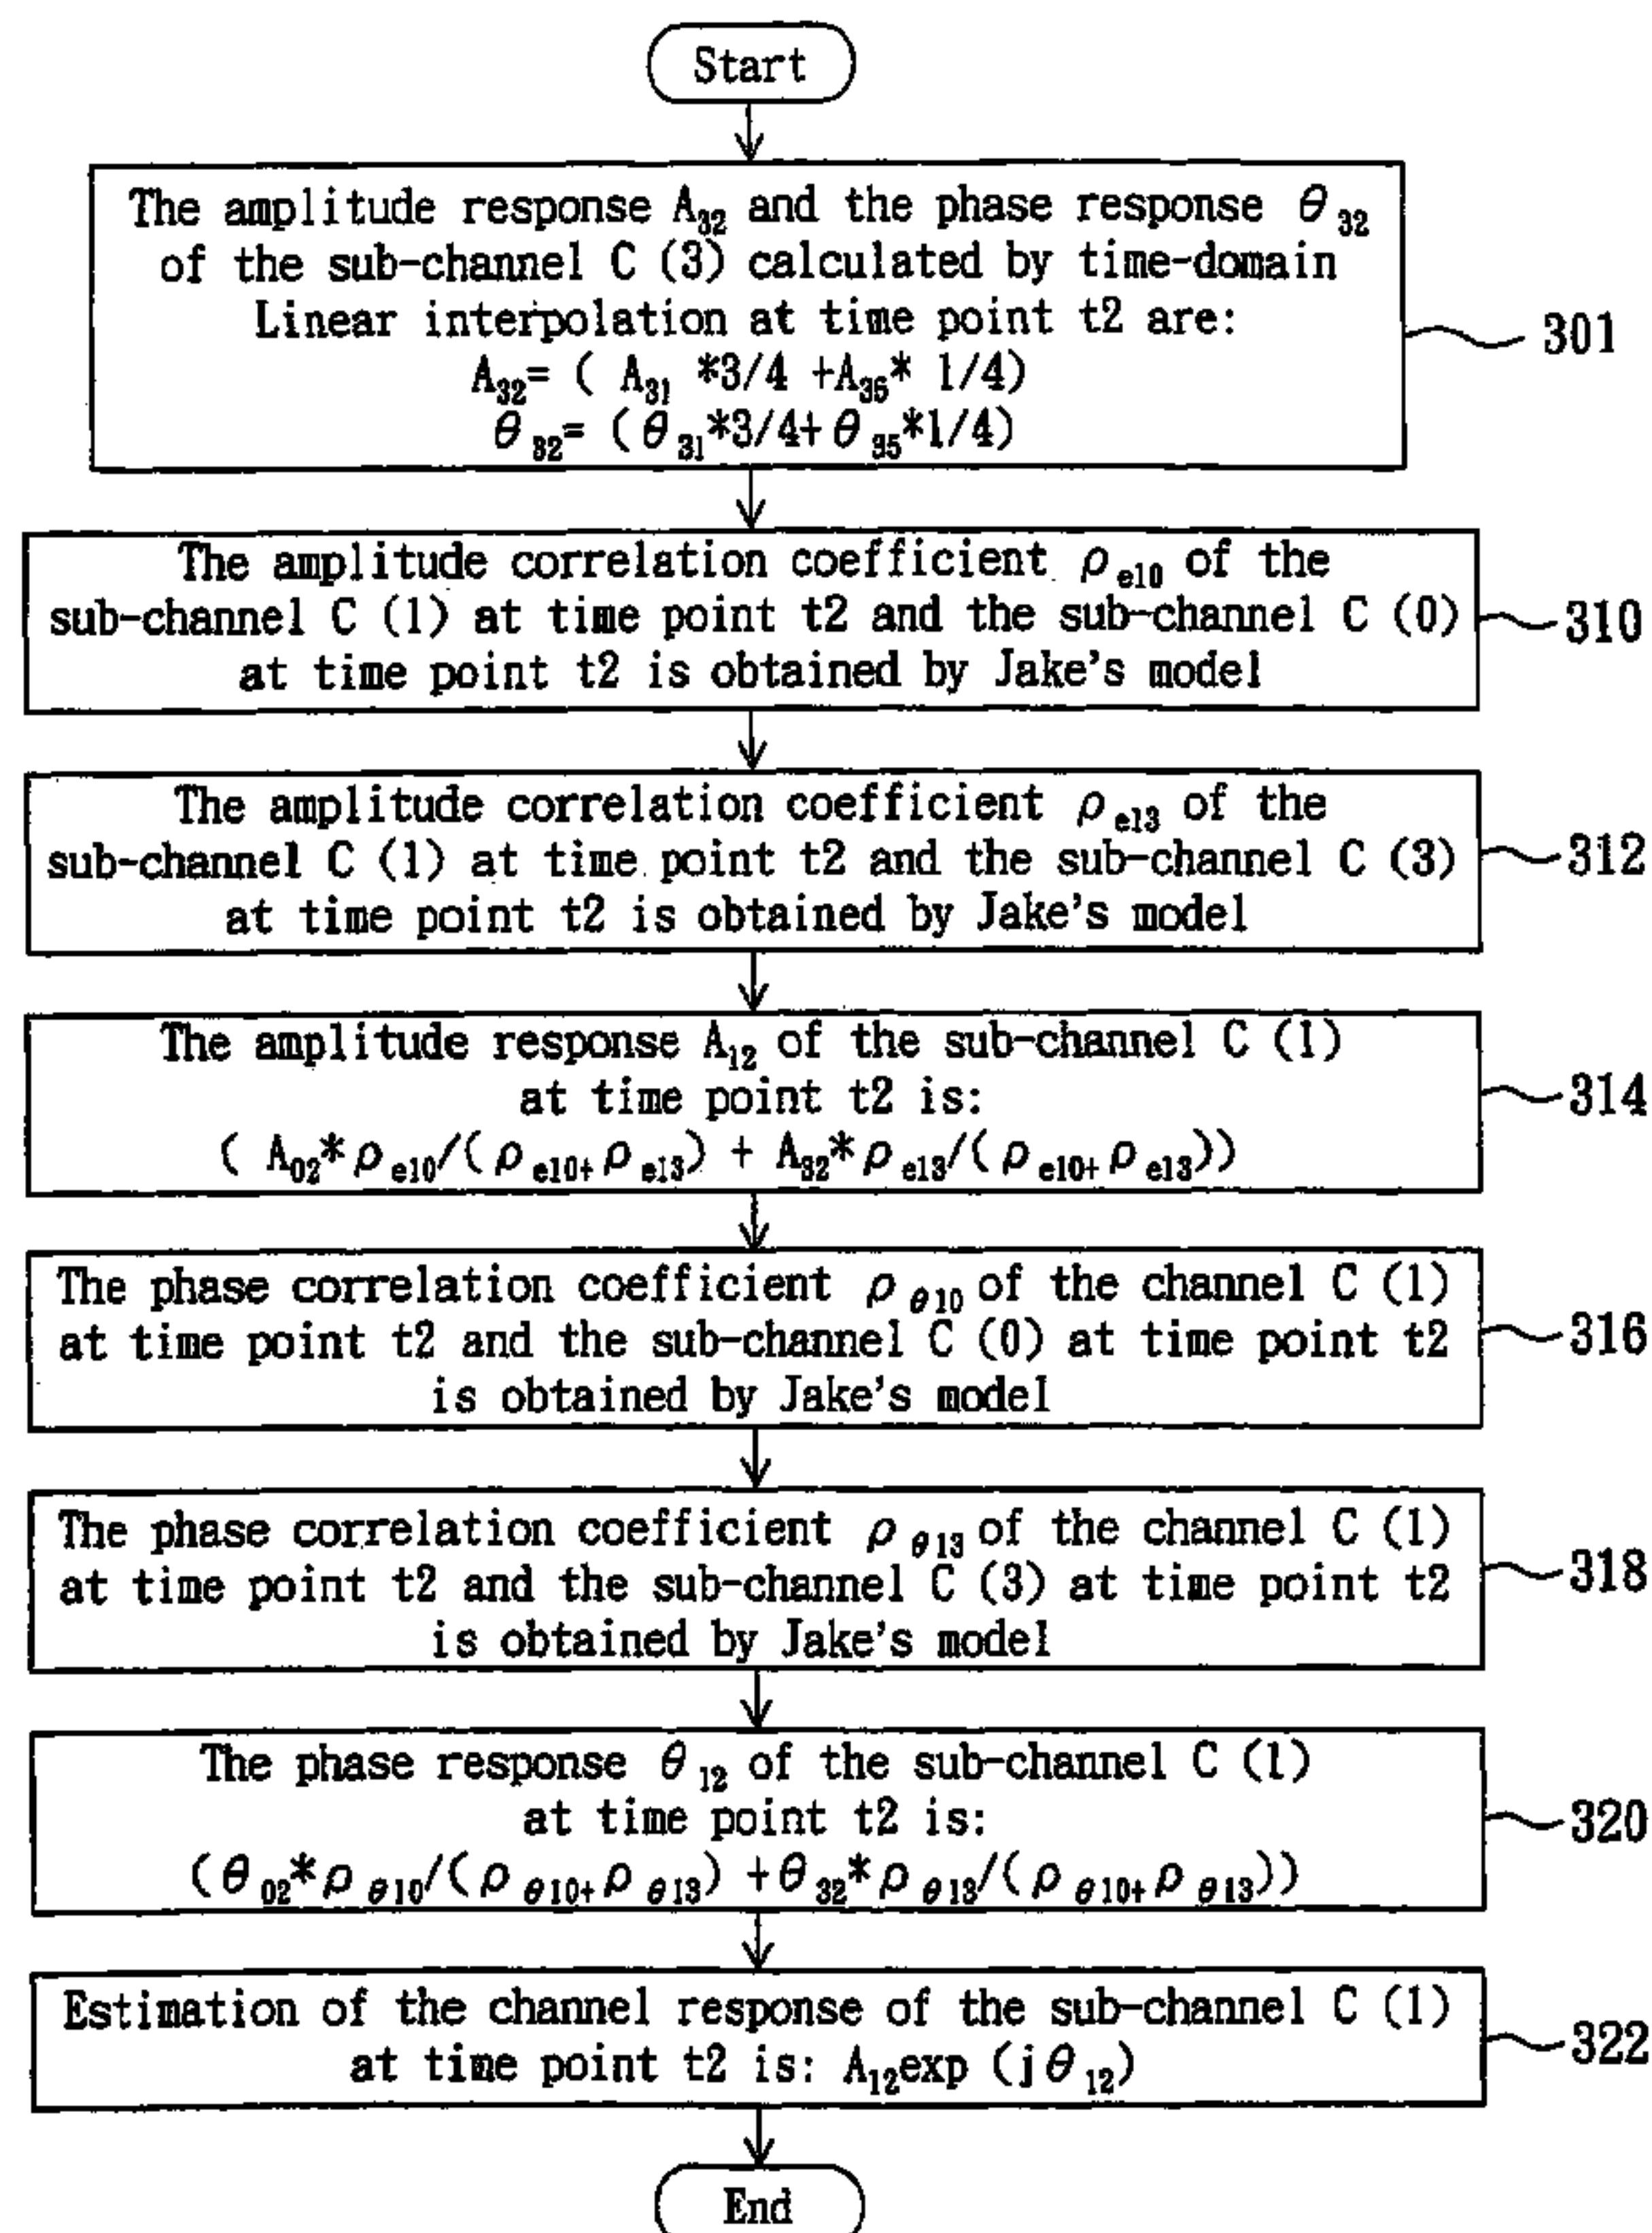 Start
The amplitude response A₃₂ and the phase response θ₃₂
of the sub-channel C (3) calculated by time-domain
Linear interpolation at time point t2 are:
A₃₂= ( A₃₁ *3/4 +A₃₅* 1/4)
θ₃₂= (θ₃₁*3/4+θ₃₅*1/4)
301
The amplitude correlation coefficient ρₑ₁₀ of the
sub-channel C (1) at time point t2 and the sub-channel C (0)
at time point t2 is obtained by Jake's model
310
The amplitude correlation coefficient ρₑ₁₃ of the
sub-channel C (1) at time point t2 and the sub-channel C (3)
at time point t2 is obtained by Jake's model
312
The amplitude response A₁₂ of the sub-channel C (1)
at time point t2 is:
( A₀₂*ρₑ₁₀/(ρₑ₁₀₊ρₑ₁₃) + A₃₂*ρₑ₁₃/(ρₑ₁₀₊ρₑ₁₃))
314
The phase correlation coefficient ρ_θ10 of the channel C (1)
at time point t2 and the sub-channel C (0) at time point t2
is obtained by Jake's model
316
The phase correlation coefficient ρ_θ13 of the channel C (1)
at time point t2 and the sub-channel C (3) at time point t2
is obtained by Jake's model
318
The phase response θ₁₂ of the sub-channel C (1)
at time point t2 is:
(θ₀₂*ρ_θ10/(ρ_θ10+ρ_θ13) +θ₃₂*ρ_θ13/(ρ_θ10+ρ_θ13))
320
Estimation of the channel response of the sub-channel C (1)
at time point t2 is: A₁₂exp (jθ₁₂)
322
End